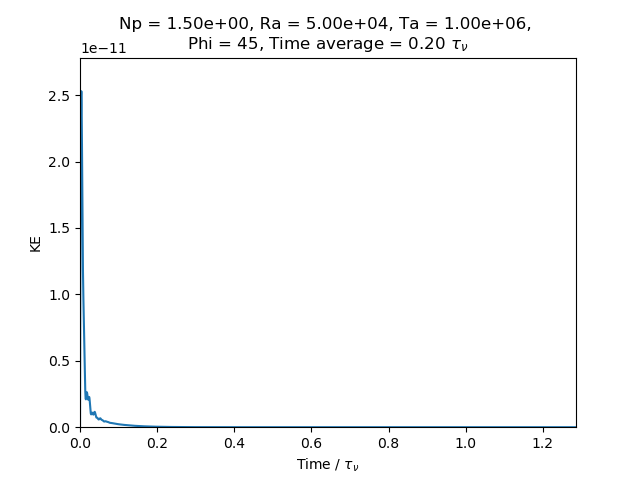 Np = 1.50e+00, Ra = 5.00e+04, Ta = 1.00e+06,
Phi = 45, Time average = 0.20 τν
1e−11
2.5
2.0
1.5
1.0
0.5
0.0
KE
0.0 0.2 0.4 0.6 0.8 1.0 1.2
Time / τν